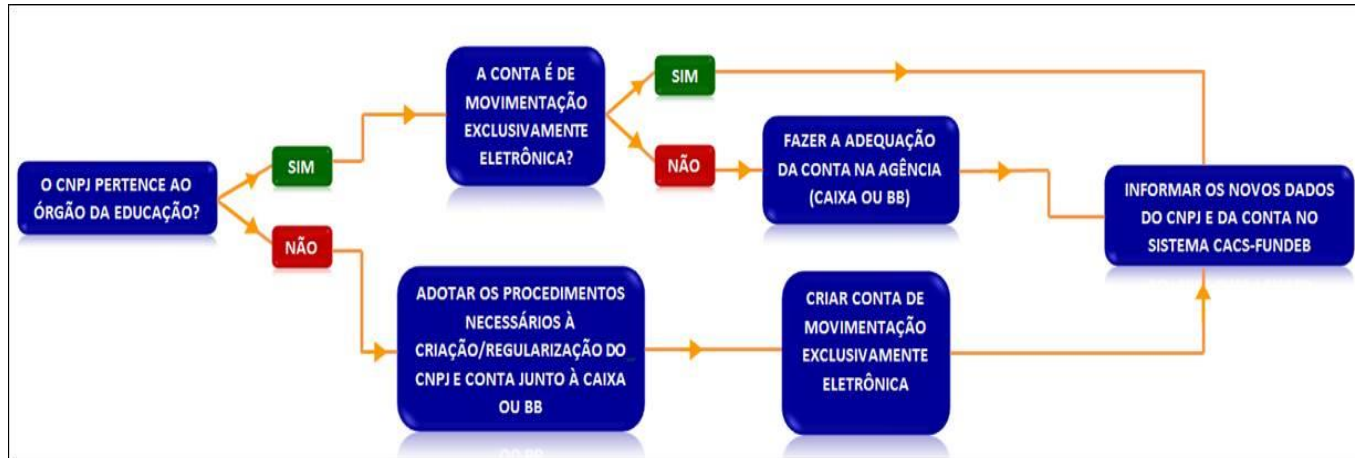 O CNPJ PERTENCE AO
ÓRGÃO DA EDUCAÇÃO?
SIM
NÃO
A CONTA É DE
MOVIMENTAÇÃO
EXCLUSIVAMENTE
ELETRÔNICA?
SIM
NÃO
FAZER A ADEQUAÇÃO
DA CONTA NA AGÊNCIA
(CAIXA OU BB)
ADOTAR OS PROCEDIMENTOS
NECESSÁRIOS À
CRIAÇÃO/REGULARIZAÇÃO DO
CNPJ E CONTA JUNTO À CAIXA
OU BB
CRIAR CONTA DE
MOVIMENTAÇÃO
EXCLUSIVAMENTE
ELETRÔNICA
INFORMAR OS NOVOS DADOS
DO CNPJ E DA CONTA NO
SISTEMA CACS-FUNDEB